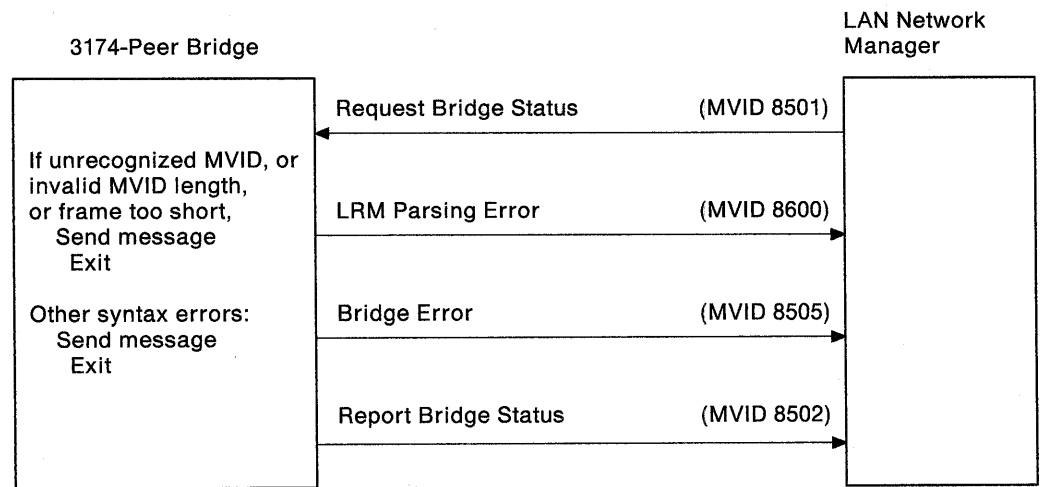 LAN Network
Manager
3174-Peer Bridge
Request Bridge Status (MVID 8501)
If unrecognized MVID, or
invalid MVID length,
or frame too short,
Send message
Exit
LRM Parsing Error (MVID 8600)
Other syntax errors:
Send message
Exit
Bridge Error (MVID 8505)
Report Bridge Status (MVID 8502)